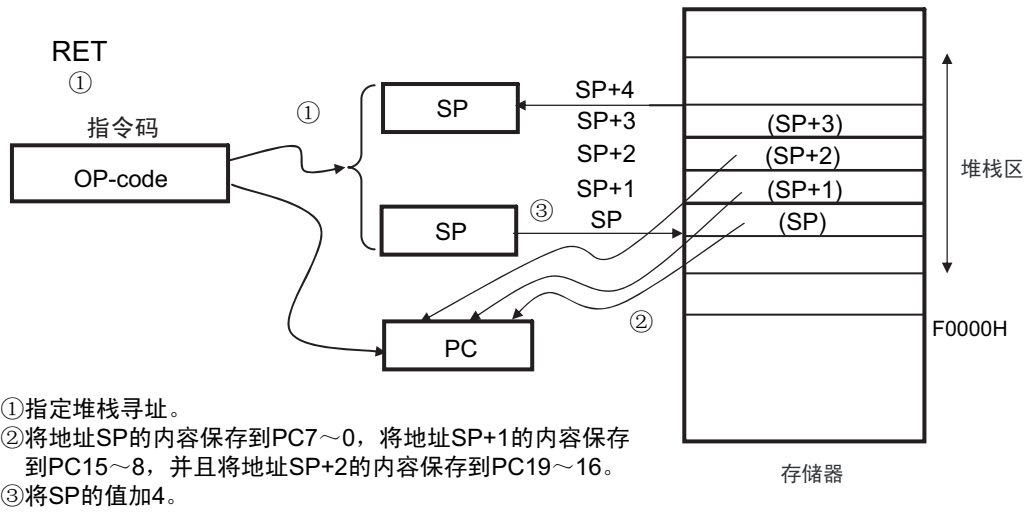 RET
①
指令码
OP-code
①
SP
SP+4
SP+3
SP+2
SP+1
③
SP
SP
(SP+3)
(SP+2)
(SP+1)
(SP)
堆栈区
②
PC
F0000H
①指定堆栈寻址。
②将地址SP的内容保存到PC7～0，将地址SP+1的内容保存
到PC15～8，并且将地址SP+2的内容保存到PC19～16。
③将SP的值加4。
存储器